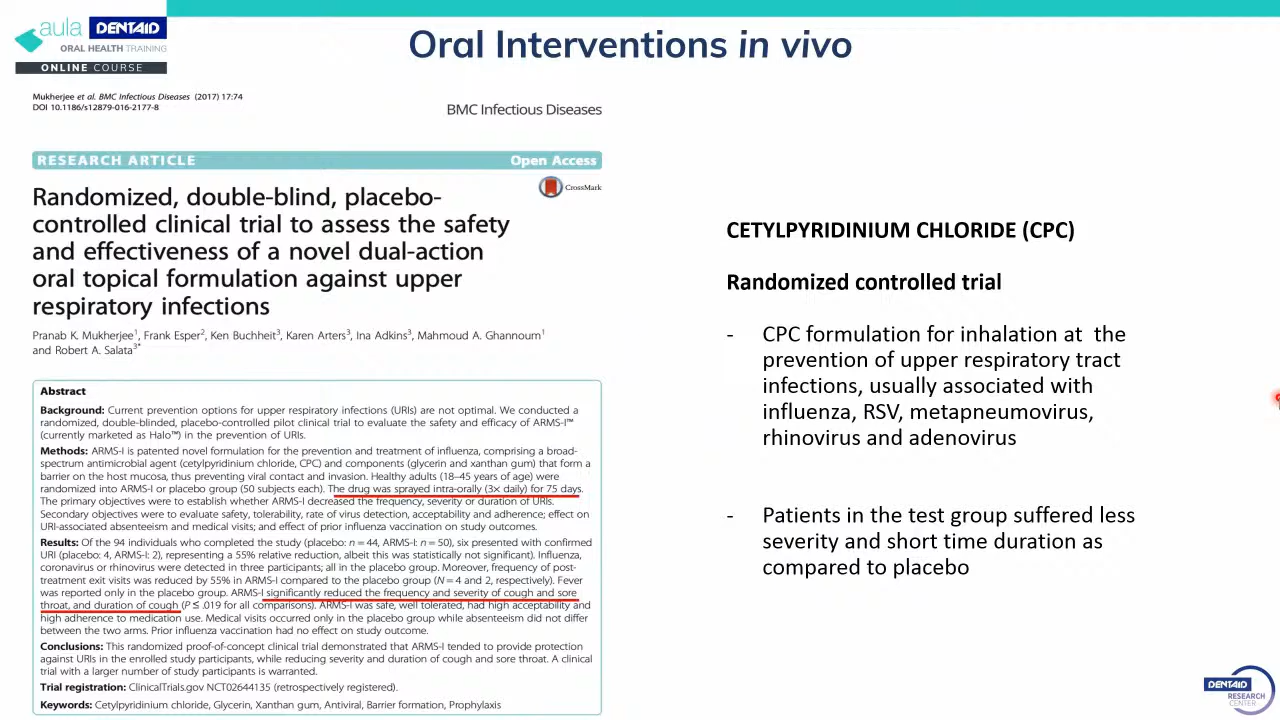 aula DENTAID
ORAL HEALTH TRAINING
ONLINE COURSE
Oral Interventions in vivo
Mukherjee et al. BMC Infectious Diseases (2017) 17:74
DOI 10.1186/s12879-016-2177-8
BMC Infectious Diseases
RESEARCH ARTICLE
Open Access
CrossMark
Randomized, double-blind, placebo-
controlled clinical trial to assess the safety
and effectiveness of a novel dual-action
oral topical formulation against upper
respiratory infections
Pranab K. Mukherjee1, Frank Esper2, Ken Buchheit3, Karen Arters3, Ina Adkins3, Mahmoud A. Ghannoum1
and Robert A. Salata3*
Abstract
Background: Current prevention options for upper respiratory infections (URIs) are not optimal. We conducted a
randomized, double-blinded, placebo-controlled pilot clinical trial to evaluate the safety and efficacy of ARMS-I™
(currently marketed as Halo™) in the prevention of URIs.
Methods: ARMS-I is patented novel formulation for the prevention and treatment of influenza, comprising a broad-
spectrum antimicrobial agent (cetylpyridinium chloride, CPC) and components (glycerin and xanthan gum) that form a
barrier on the host mucosa, thus preventing viral contact and invasion. Healthy adults (18–45 years of age) were
randomized into ARMS-I or placebo group (50 subjects each). The drug was sprayed intra-orally (3× daily) for 75 days.
The primary objectives were to establish whether ARMS-I decreased the frequency, severity or duration of URIs.
Secondary objectives were to evaluate safety, tolerability, rate of virus detection, acceptability and adherence; effect on
URI-associated absenteeism and medical visits; and effect of prior influenza vaccination on study outcomes.
Results: Of the 94 individuals who completed the study (placebo: n = 44, ARMS-I: n = 50), six presented with confirmed
URI (placebo: 4, ARMS-I: 2), representing a 55% relative reduction, albeit this was statistically not significant). Influenza,
coronavirus or rhinovirus were detected in three participants; all in the placebo group. Moreover, frequency of post-
treatment exit visits was reduced by 55% in ARMS-I compared to the placebo group (N = 4 and 2, respectively). Fever
was reported only in the placebo group. ARMS-I significantly reduced the frequency and severity of cough and sore
throat, and duration of cough (P ≤ .019 for all comparisons). ARMS-I was safe, well tolerated, had high acceptability and
high adherence to medication use. Medical visits occurred only in the placebo group while absenteeism did not differ
between the two arms. Prior influenza vaccination had no effect on study outcome.
Conclusions: This randomized proof-of-concept clinical trial demonstrated that ARMS-I tended to provide protection
against URIs in the enrolled study participants, while reducing severity and duration of cough and sore throat. A clinical
trial with a larger number of study participants is warranted.
Trial registration: ClinicalTrials.gov NCT02644135 (retrospectively registered).
Keywords: Cetylpyridinium chloride, Glycerin, Xanthan gum, Antiviral, Barrier formation, Prophylaxis
CETYLPYRIDINIUM CHLORIDE (CPC)
Randomized controlled trial
- CPC formulation for inhalation at the
prevention of upper respiratory tract
infections, usually associated with
influenza, RSV, metapneumovirus,
rhinovirus and adenovirus
- Patients in the test group suffered less
severity and short time duration as
compared to placebo
DENTAID
RESEARCH
CENTER